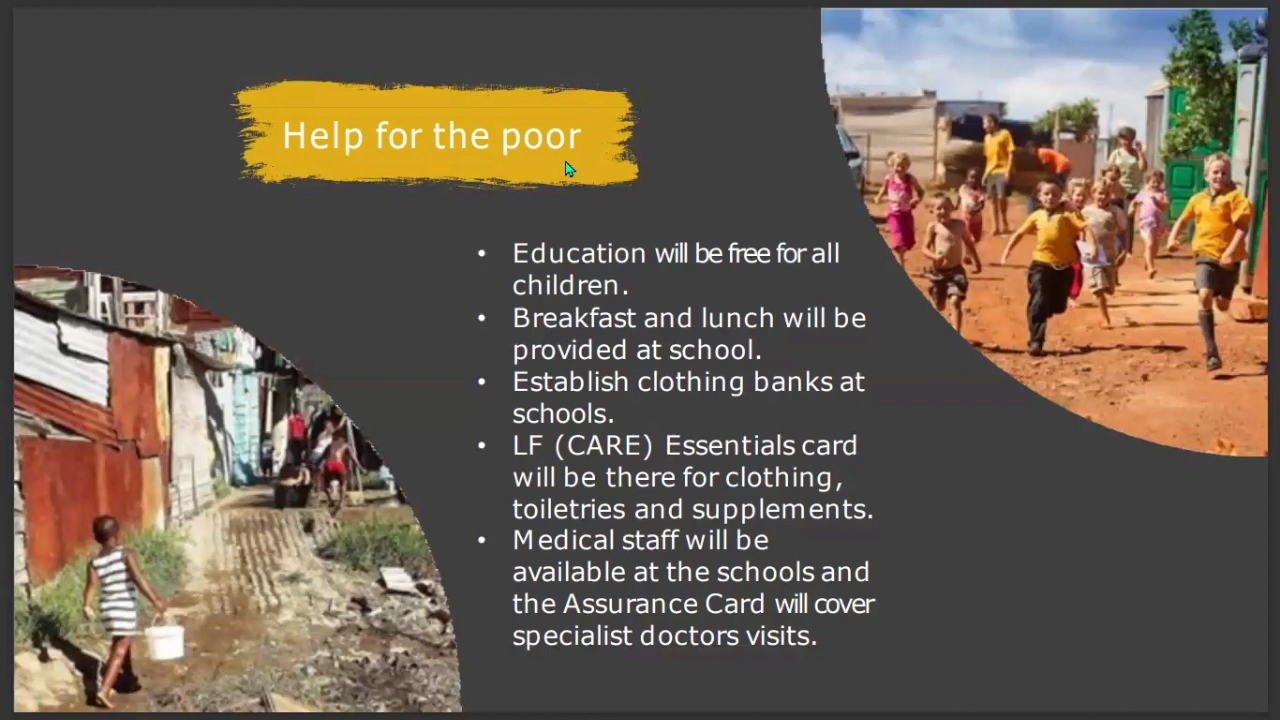 Help for the poor
• Education will be free for all
children.
• Breakfast and lunch will be
provided at school.
• Establish clothing banks at
schools.
• LF (CARE) Essentials card
will be there for clothing,
toiletries and supplements.
• Medical staff will be
available at the schools and
the Assurance Card will cover
specialist doctors visits.